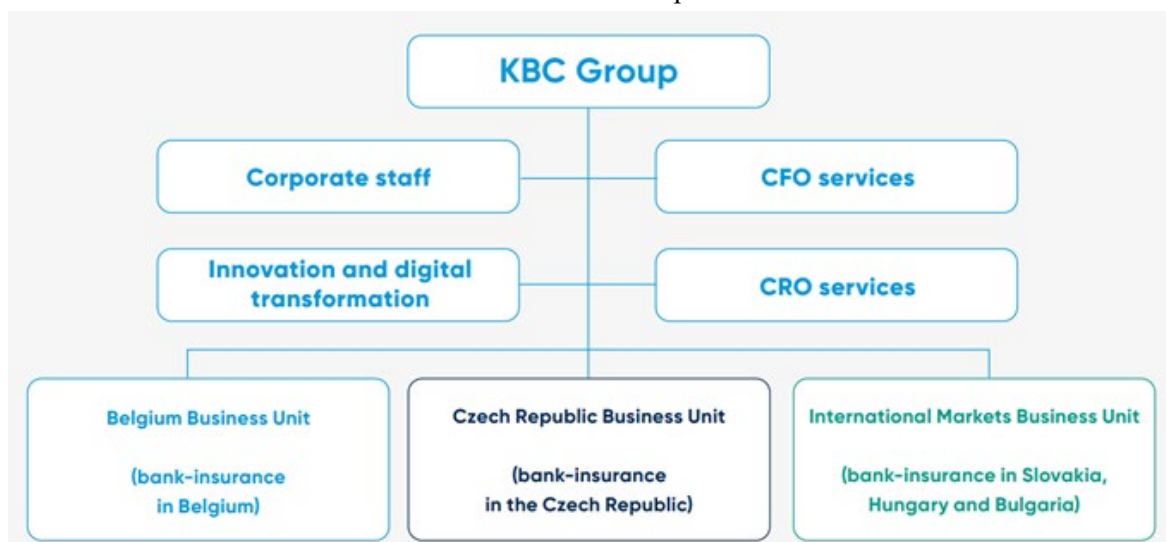 KBC Group
Corporate staff
CFO services
Innovation and digital
transformation
CRO services
Belgium Business Unit
(bank-insurance
in Belgium)
Czech Republic Business Unit
(bank-insurance
in the Czech Republic)
International Markets Business Unit
(bank-insurance in Slovakia,
Hungary and Bulgaria)